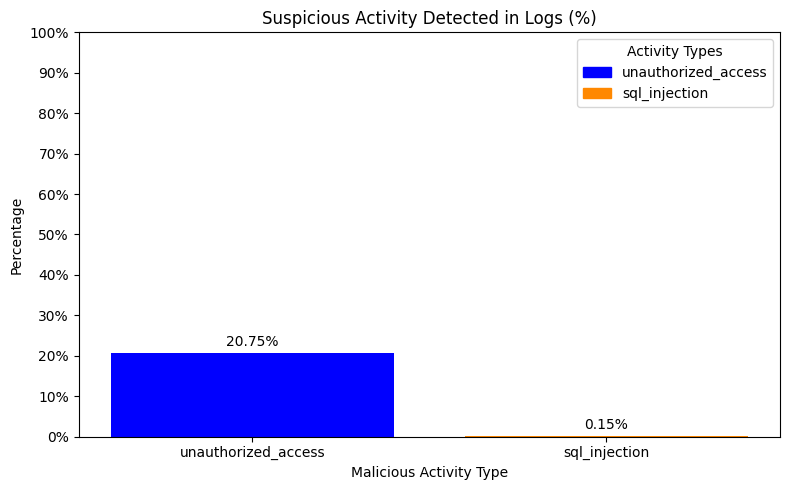 Suspicious Activity Detected in Logs (%)
100%
90%
80%
70%
60%
50%
40%
30%
20%
10%
0%
Percentage
Activity Types
unauthorized_access
sql_injection
20.75%
0.15%
unauthorized_access
sql_injection
Malicious Activity Type